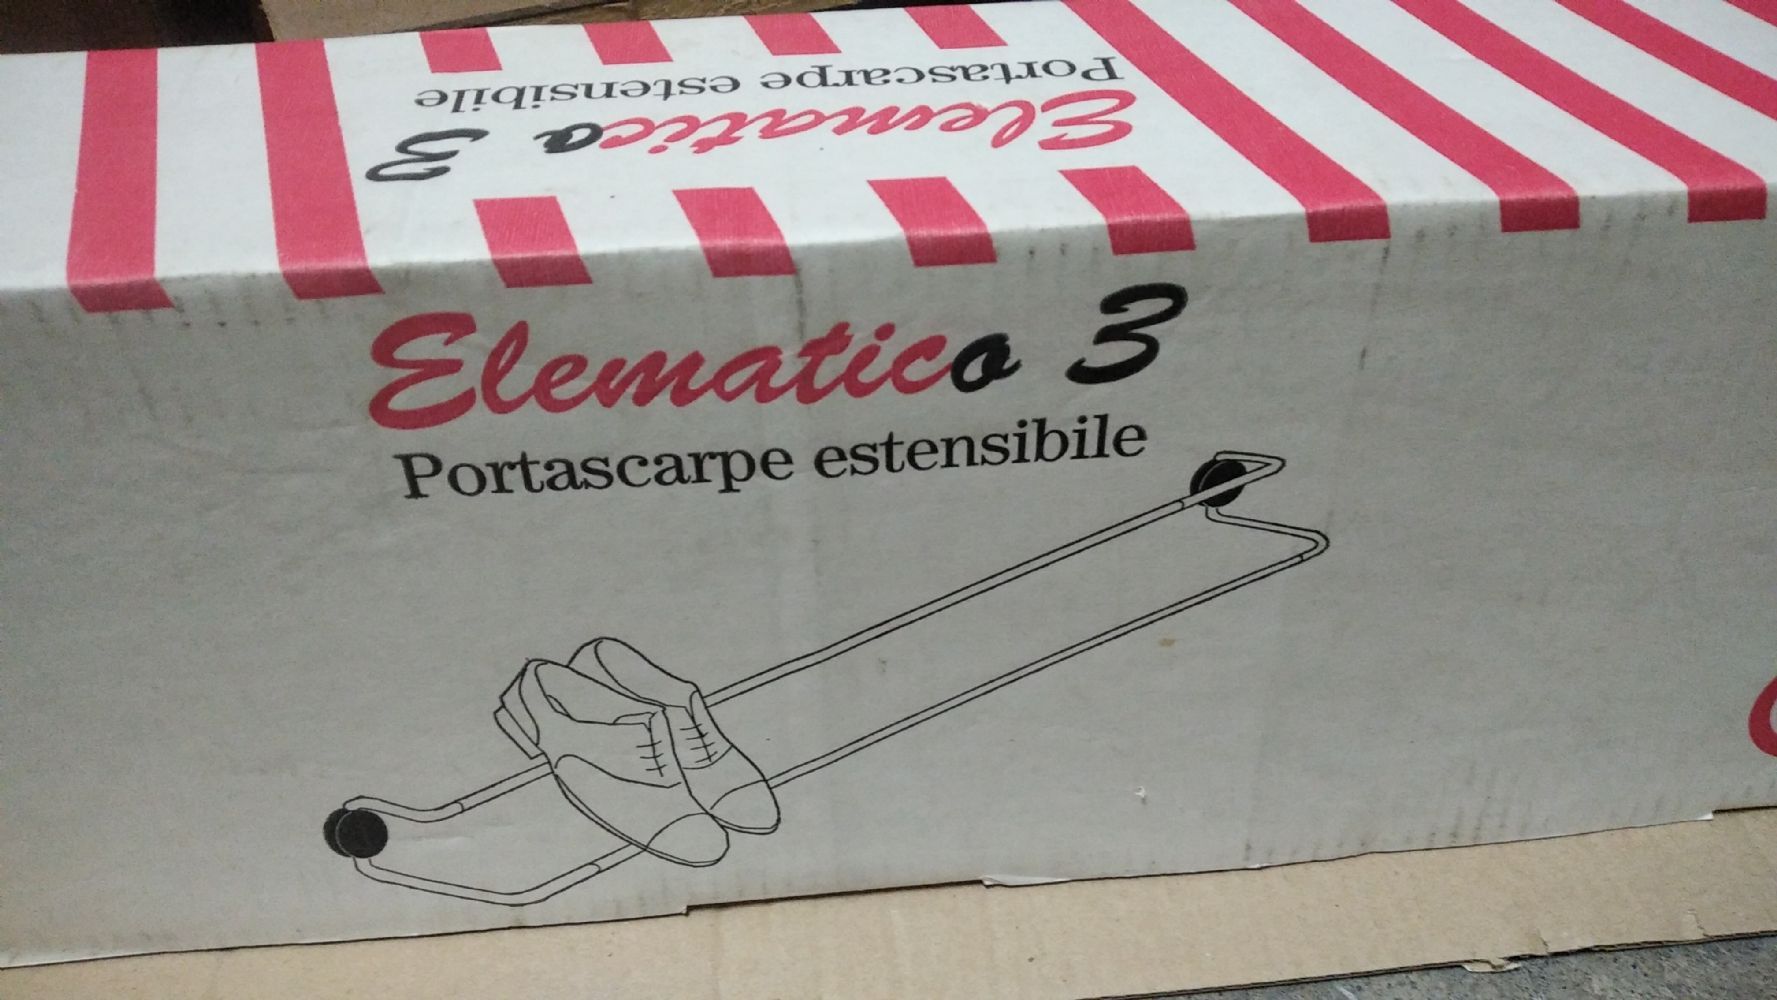 Portascarpe estensibile
Elematico 3
Elematico 3
Portascarpe estensibile